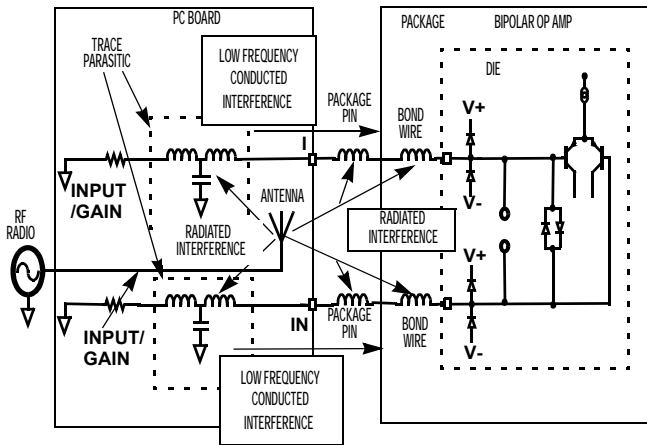 PC BOARD
PACKAGE
BIPOLAR OP AMP
TRACE
PARASITIC
LOW FREQUENCY
CONDUCTED
INTERFERENCE
DIE
PACKAGE
PIN
BOND
WIRE
V+
I
INPUT
/GAIN
ANTENNA
V-
RF
RADIO
RADIATED
INTERFERENCE
RADIATED
INTERFERENCE
V+
IN
INPUT/
GAIN
PACKAGE
PIN
BOND
WIRE
V-
LOW FREQUENCY
CONDUCTED
INTERFERENCE